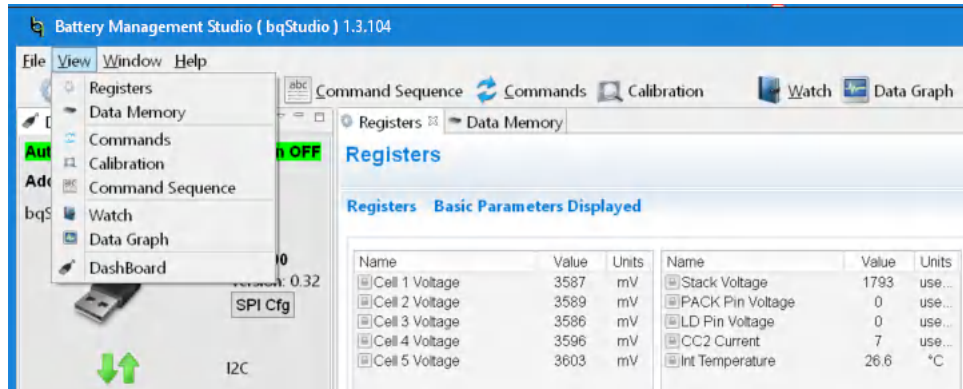 Battery Management Studio ( bqStudio ) 1.3.104
File View Window Help
Registers
Data Memory
Commands
Calibration
Command Sequence
Watch
Data Graph
DashBoard
abc Command Sequence Commands Calibration Watch Data Graph
Registers Data Memory
OFF
Registers
Registers Basic Parameters Displayed
0.32
SPI Cfg
I2C
Name Value Units Name Value Units
Cell 1 Voltage 3587 mV Stack Voltage 1793 use...
Cell 2 Voltage 3589 mV PACK Pin Voltage 0 use...
Cell 3 Voltage 3586 mV LD Pin Voltage 0 use...
Cell 4 Voltage 3596 mV CC2 Current 7 use...
Cell 5 Voltage 3603 mV Int Temperature 26.6 °C